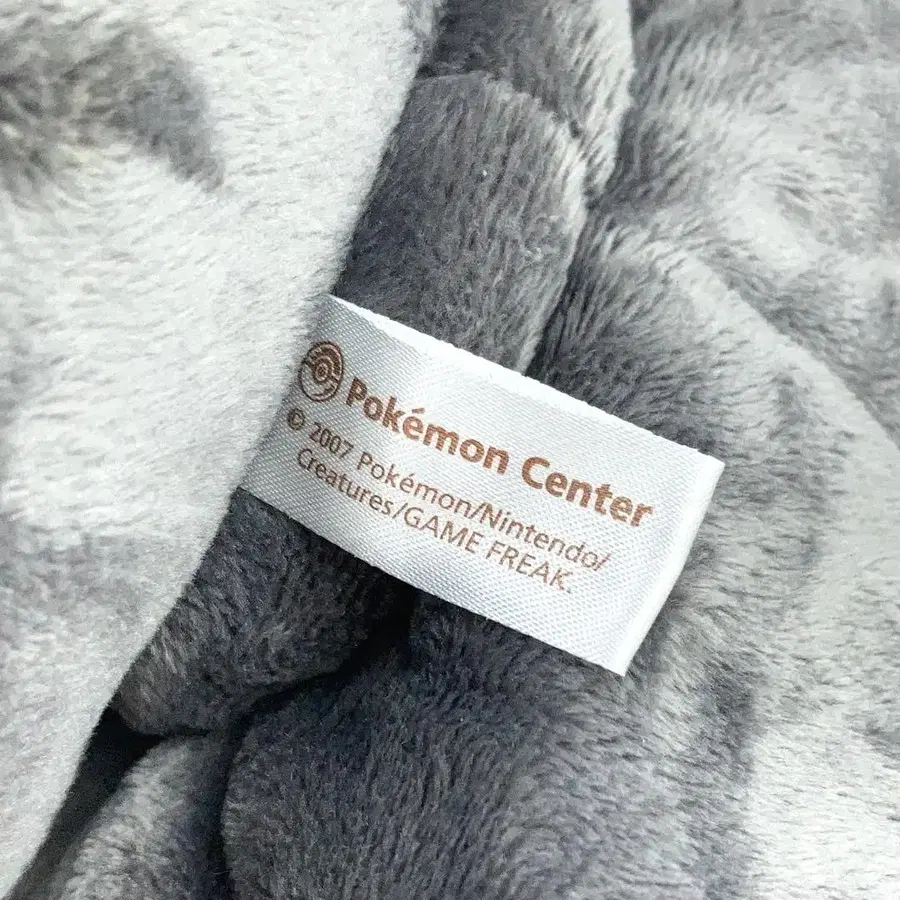 Pokémon Center
© 2007 Pokémon/Nintendo/
Creatures/GAME FREAK.